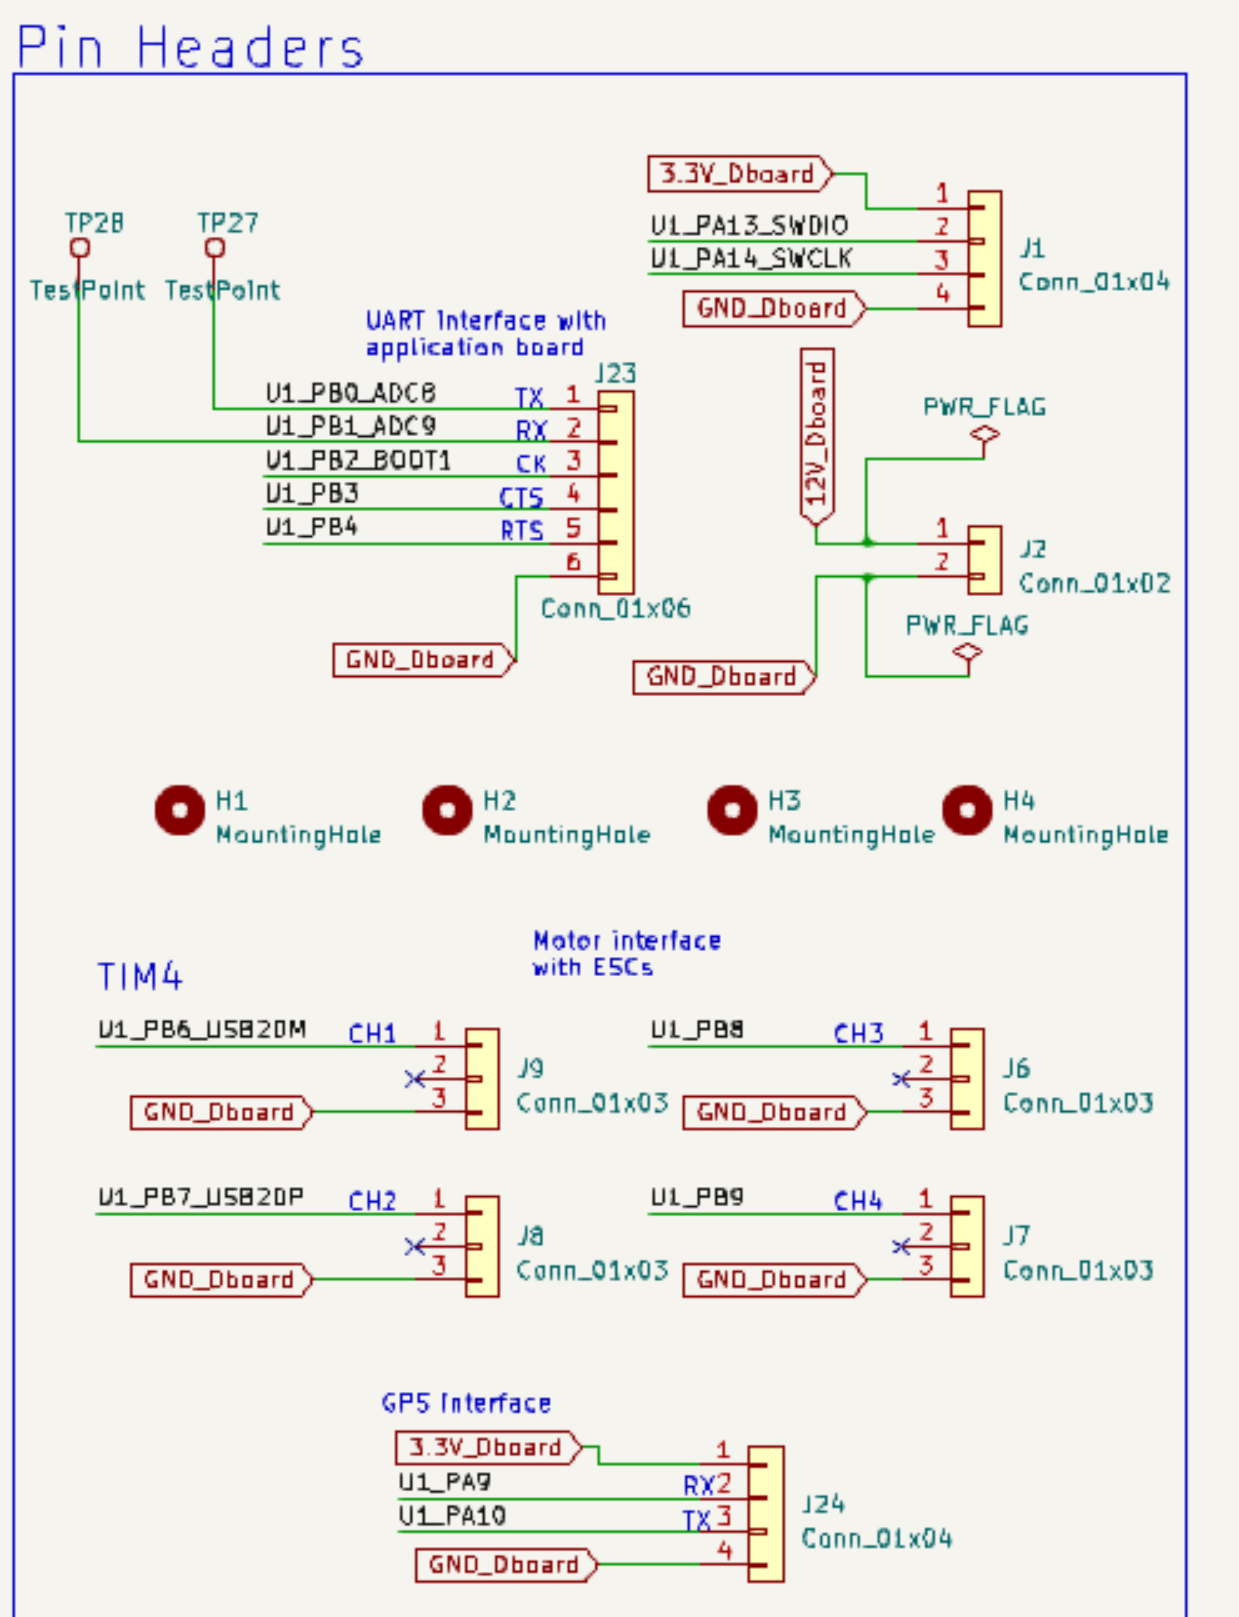 Pin Headers
3.3V_Dboard
1
U1_PA13_SWDIO 2
U1_PA14_SWCLK 3
GND_Dboard 4
J1
Conn_01x04
TP28 TP27
TestPoint TestPoint
UART interface with
application board
J23
U1_PB0_ADC8 TX 1
U1_PB1_ADC9 RX 2
U1_PB2_BOOT1 CK 3
U1_PB3 CTS 4
U1_PB4 RTS 5
6
Conn_01x06
GND_Dboard
12V_Dboard
PWR_FLAG
1
2
J2
Conn_01x02
PWR_FLAG
GND_Dboard
H1
MountingHole
H2
MountingHole
H3
MountingHole
H4
MountingHole
Motor interface
with ESCs
TIM4
U1_PB6_USB2DM CH1 1
2
GND_Dboard 3
J9
Conn_01x03
U1_PB8 CH3 1
2
GND_Dboard 3
J6
Conn_01x03
U1_PB7_USB2DP CH2 1
2
GND_Dboard 3
J8
Conn_01x03
U1_PB9 CH4 1
2
GND_Dboard 3
J7
Conn_01x03
GPS Interface
3.3V_Dboard 1
U1_PA9 RX 2
U1_PA10 TX 3
GND_Dboard 4
J24
Conn_01x04